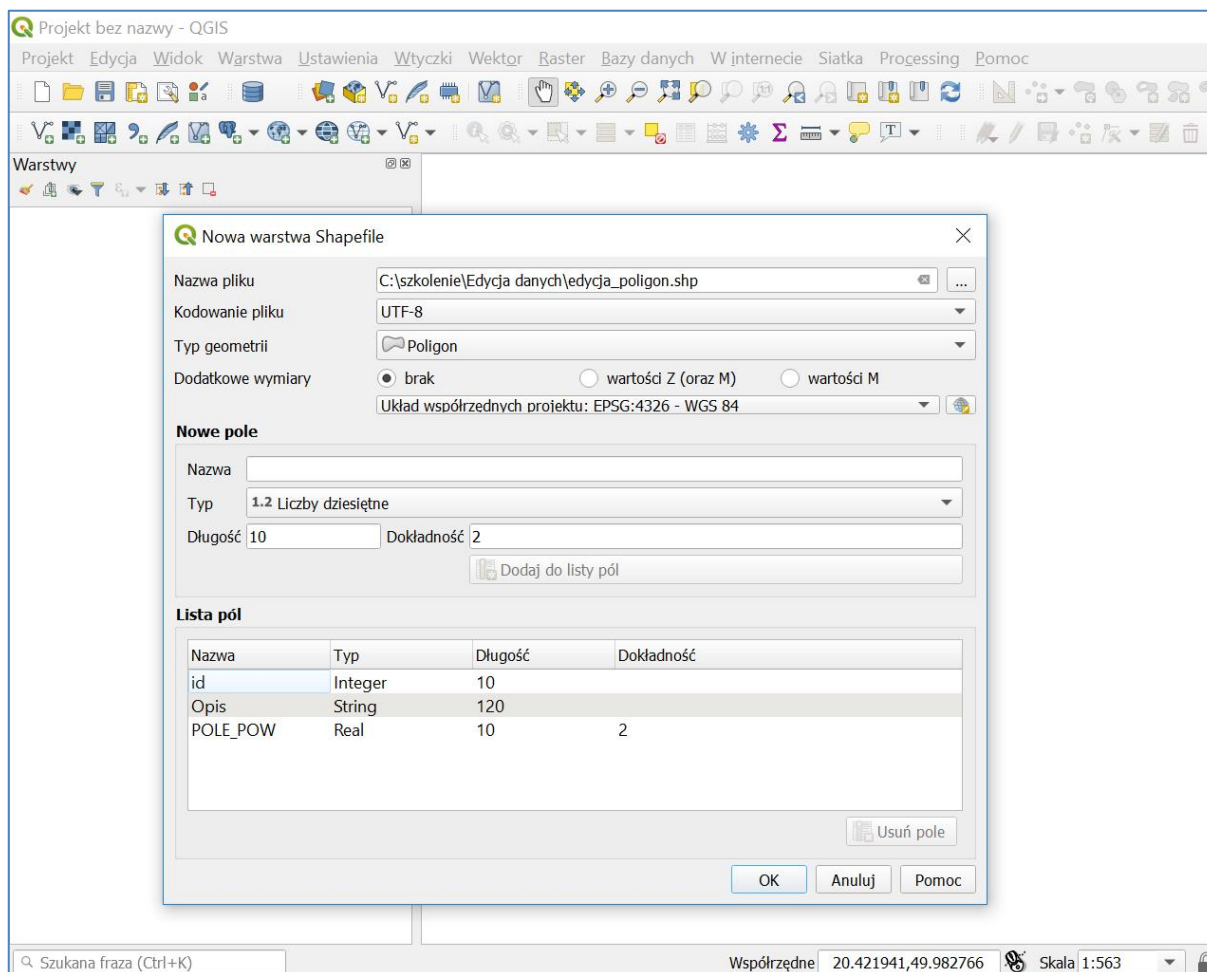 Projekt bez nazwy - QGIS
Projekt Edycja Widok Warstwa Ustawienia Wtyczki Wektor Raster Bazy danych W internecie Siatka Processing Pomoc
Warstwy
Nowa warstwa Shapefile
Nazwa pliku C:\szkolenie\Edycja danych\edycja_poligon.shp ...
Kodowanie pliku UTF-8
Typ geometrii Poligon
Dodatkowe wymiary brak wartości Z (oraz M) wartości M
Układ współrzędnych projektu: EPSG:4326 - WGS 84
Nowe pole
Nazwa
Typ 1.2 Liczby dziesiętne
Długość 10 Dokładność 2
Dodaj do listy pól
Lista pól
Nazwa Typ Długość Dokładność
id Integer 10
Opis String 120
POLE_POW Real 10 2
Usuń pole
OK Anuluj Pomoc
Szukana fraza (Ctrl+K) Współrzędne 20.421941,49.982766 Skala 1:563